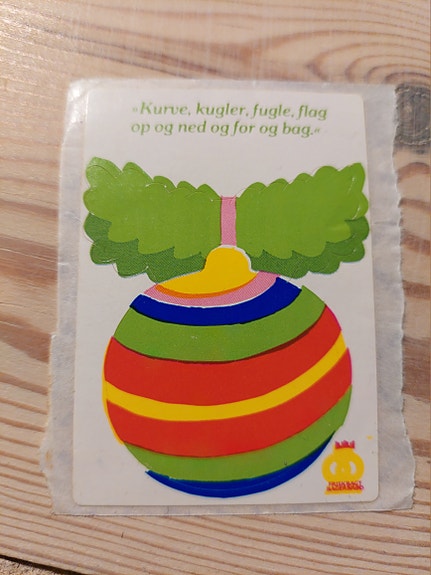 »Kurve, kugler, fugle, flag
op og ned og for og bag.«